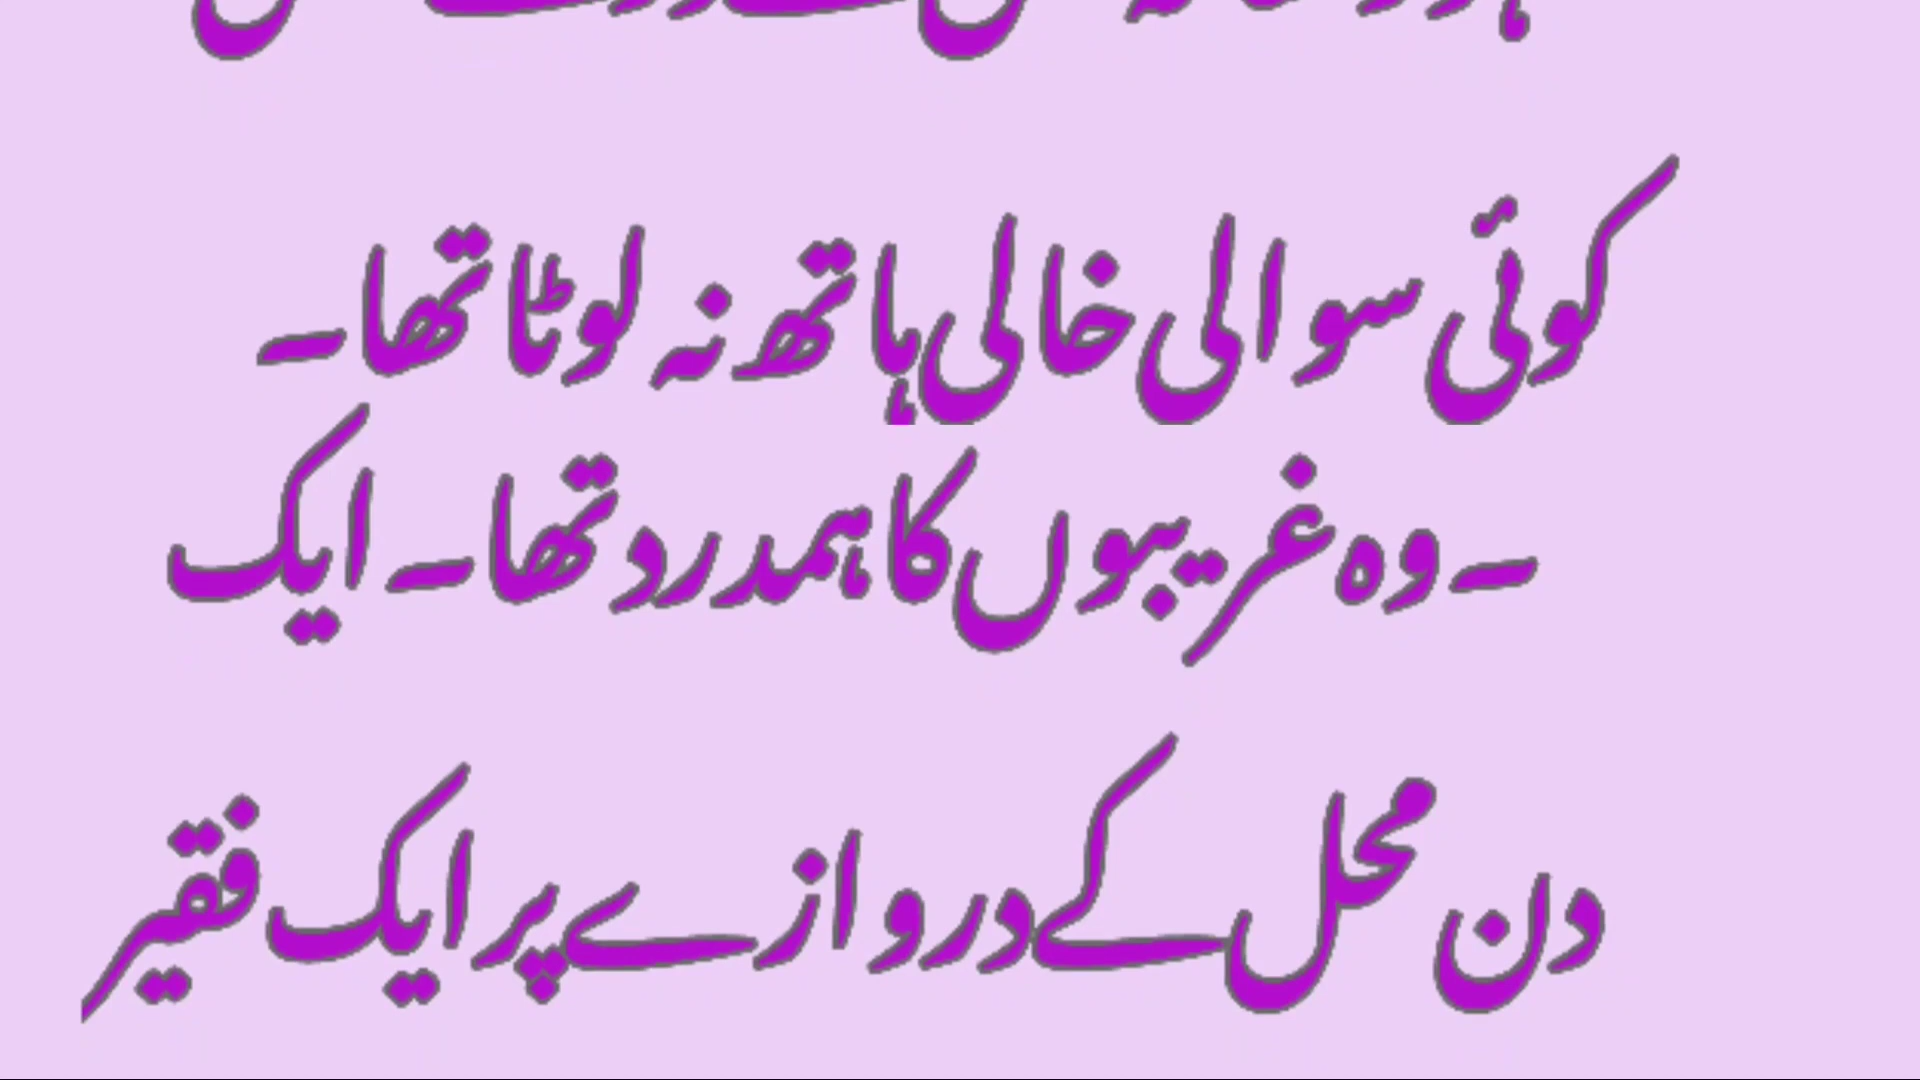 کوئی سوالی خالی ہاتھ نہ لوٹا تھا۔
۔ وہ غریبوں کا ہمدرد تھا۔ ایک
دن محل کے دروازے پر ایک فقیر